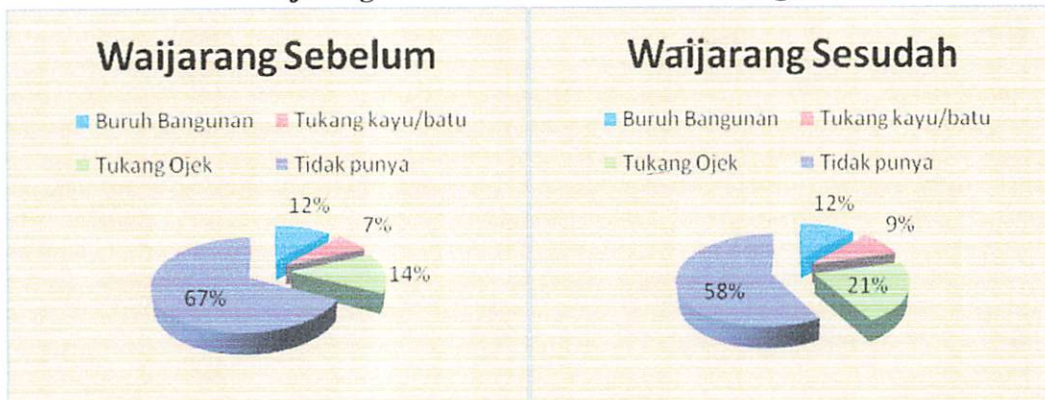 Waijarang Sebelum
Buruh Bangunan Tukang kayu/batu
Tukang Ojek Tidak punya
12%
7%
14%
67%
Waijarang Sesudah
Buruh Bangunan Tukang kayu/batu
Tukang Ojek Tidak punya
12%
9%
21%
58%